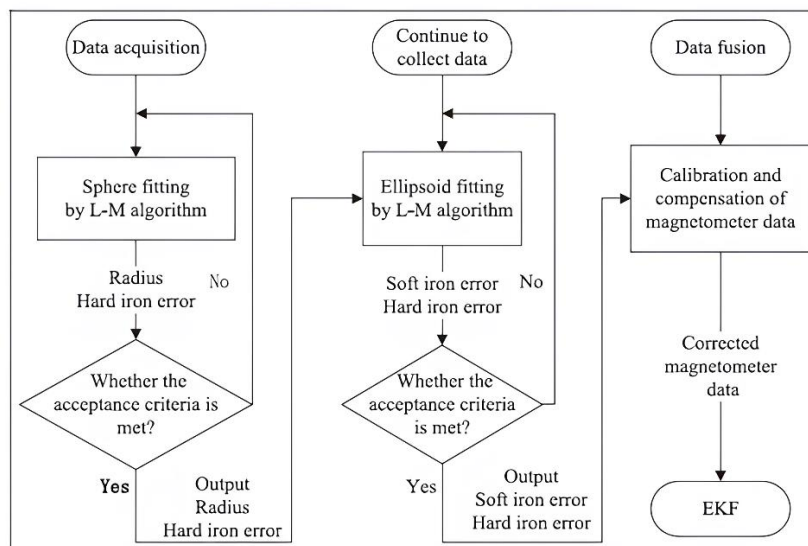 Data acquisition
Sphere fitting
by L-M algorithm
Radius
Hard iron error
No
Whether the
acceptance criteria is
met?
Yes
Output
Radius
Hard iron error
Continue to
collect data
Ellipsoid fitting
by L-M algorithm
Soft iron error
Hard iron error
No
Whether the
acceptance criteria
is met?
Yes
Output
Soft iron error
Hard iron error
Data fusion
Calibration and
compensation of
magnetometer data
Corrected
magnetometer
data
EKF